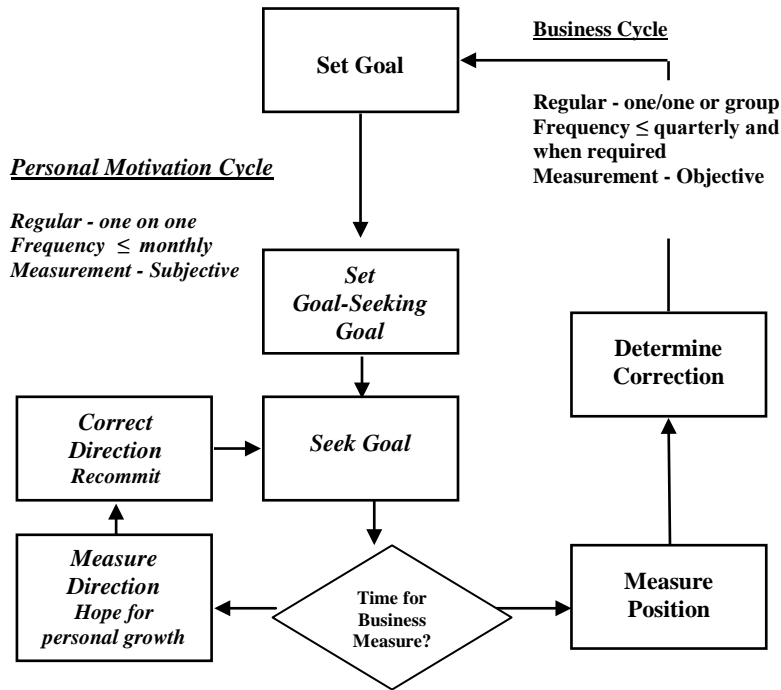 Business Cycle
Set Goal
Regular - one/one or group
Frequency ≤ quarterly and
when required
Measurement - Objective
Personal Motivation Cycle
Regular - one on one
Frequency ≤ monthly
Measurement - Subjective
Set
Goal-Seeking
Goal
Determine
Correction
Correct
Direction
Recommit
Seek Goal
Measure
Direction
Hope for
personal growth
Time for
Business
Measure?
Measure
Position